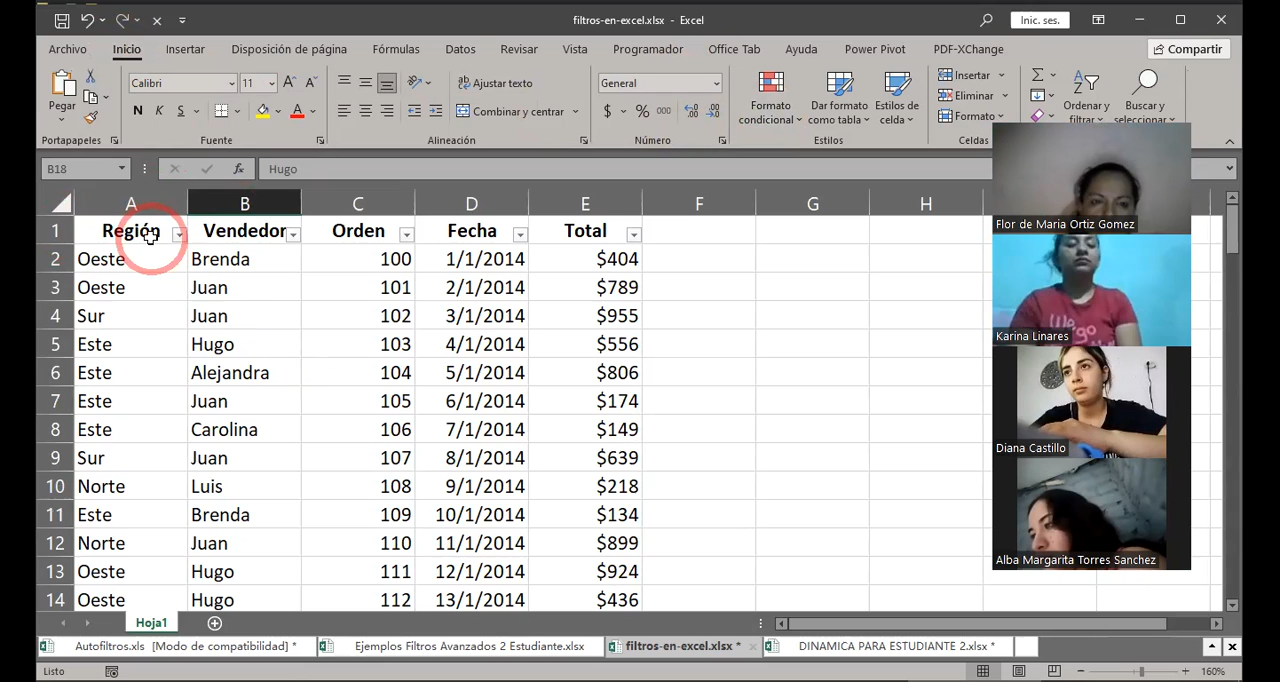 filtros-en-excel.xlsx - Excel
Inic. ses.
Archivo Inicio Insertar Disposición de página Fórmulas Datos Revisar Vista Programador Office Tab Ayuda Power Pivot PDF-XChange Compartir
Pegar
Calibri 11
N K S
Ajustar texto
Combinar y centrar
General
$ % 000
Formato condicional
Dar formato como tabla
Estilos de celda
Insertar
Eliminar
Formato
Ordenar y filtrar
Buscar y seleccionar
Portapapeles Fuente Alineación Número Estilos Celdas
B18 fx Hugo
A B C D E F G H
1 Región Vendedor Orden Fecha Total
2 Oeste Brenda 100 1/1/2014 $404
3 Oeste Juan 101 2/1/2014 $789
4 Sur Juan 102 3/1/2014 $955
5 Este Hugo 103 4/1/2014 $556
6 Este Alejandra 104 5/1/2014 $806
7 Este Juan 105 6/1/2014 $174
8 Este Carolina 106 7/1/2014 $149
9 Sur Juan 107 8/1/2014 $639
10 Norte Luis 108 9/1/2014 $218
11 Este Brenda 109 10/1/2014 $134
12 Norte Juan 110 11/1/2014 $899
13 Oeste Hugo 111 12/1/2014 $924
14 Oeste Hugo 112 13/1/2014 $436
Flor de Maria Ortiz Gomez
Karina Linares
Diana Castillo
Alba Margarita Torres Sanchez
Hoja1
Autofiltros.xls [Modo de compatibilidad] * Ejemplos Filtros Avanzados 2 Estudiante.xlsx filtros-en-excel.xlsx * DINAMICA PARA ESTUDIANTE 2.xlsx *
Listo 160%